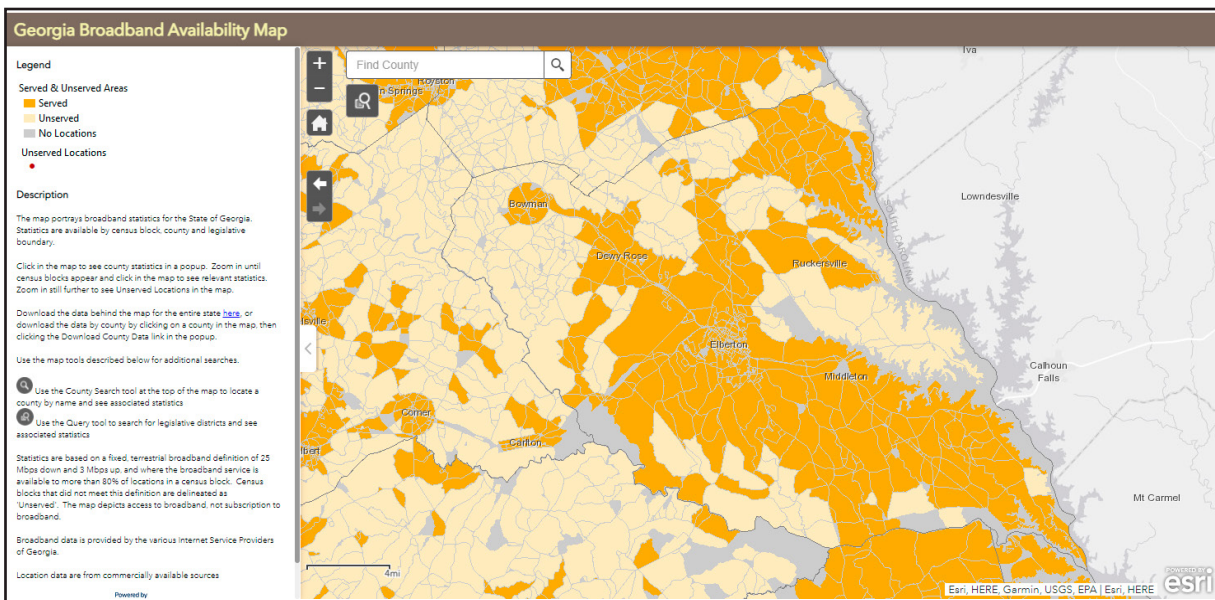 Georgia Broadband Availability Map
Legend
Served & Unserved Areas
Served
Unserved
No Locations
Unserved Locations
Description
The map portrays broadband statistics for the State of Georgia.
Statistics are available by census block, county and legislative
boundary.
Click in the map to see county statistics in a popup. Zoom in until
census blocks appear and click in the map to see relevant statistics.
Zoom in still further to see Unserved Locations in the map.
Download the data behind the map for the entire state here, or
download the data by county by clicking on a county in the map, then
clicking the Download County Data link in the popup.
Use the map tools described below for additional searches.
Use the County Search tool at the top of the map to locate a
county by name and see associated statistics
Use the Query tool to search for legislative districts and see
associated statistics
Statistics are based on a fixed, terrestrial broadband definition of 25
Mbps down and 3 Mbps up, and where the broadband service is
available to more than 80% of locations in a census block. Census
blocks that did not meet this definition are delineated as
'Unserved'. The map depicts access to broadband, not subscription to
broadband.
Broadband data is provided by the various Internet Service Providers
of Georgia.
Location data are from commercially available sources
Powered by
+
Find County
−
Royston
n Springs
Iva
Bowman
Lowndesville
SOUTH CAROLINA
Dewy Rose
Ruckersville
lsville
Elberton
Calhoun
Falls
Middleton
Comer
Carlton
lbert
Mt Carmel
4mi
POWERED BY
esri
Esri, HERE, Garmin, USGS, EPA | Esri, HERE